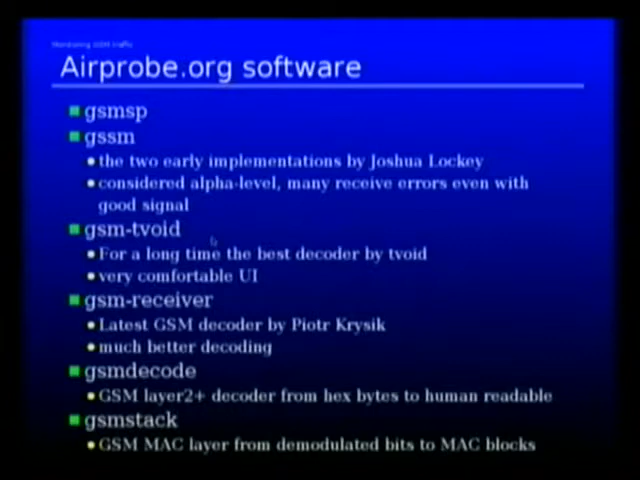 Monitoring GSM traffic
Airprobe.org software
gsmsp
gssm
the two early implementations by Joshua Lockey
considered alpha-level, many receive errors even with
good signal
gsm-tvoid
For a long time the best decoder by tvoid
very comfortable UI
gsm-receiver
Latest GSM decoder by Piotr Krysik
much better decoding
gsmdecode
GSM layer2+ decoder from hex bytes to human readable
gsmstack
GSM MAC layer from demodulated bits to MAC blocks